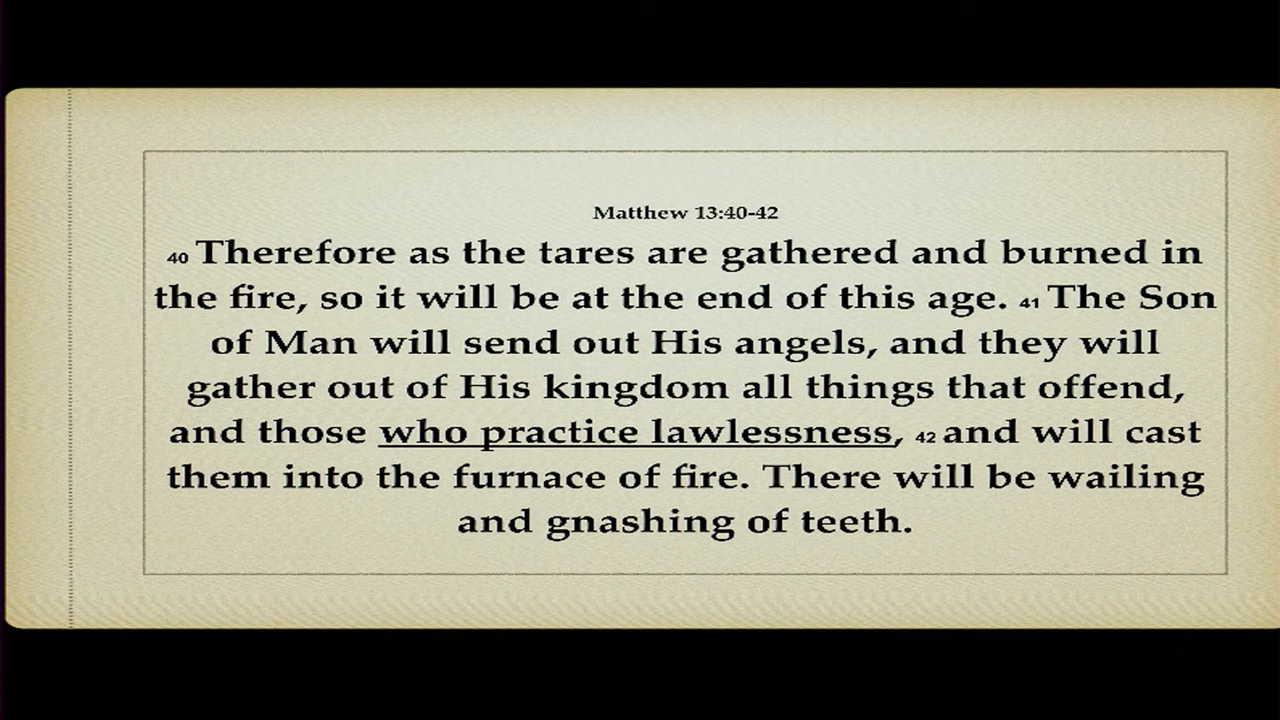 Matthew 13:40-42
40 Therefore as the tares are gathered and burned in
the fire, so it will be at the end of this age. 41 The Son
of Man will send out His angels, and they will
gather out of His kingdom all things that offend,
and those who practice lawlessness, 42 and will cast
them into the furnace of fire. There will be wailing
and gnashing of teeth.